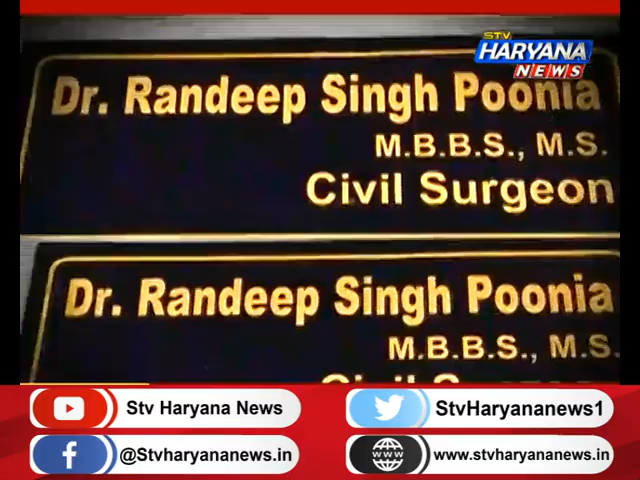 STV
HARYANA
NEWS
Dr. Randeep Singh Poonia
M.B.B.S., M.S.
Civil Surgeon
Dr. Randeep Singh Poonia
M.B.B.S., M.S.
Stv Haryana News
StvHaryananews1
@Stvharyananews.in
www.stvharyananews.in